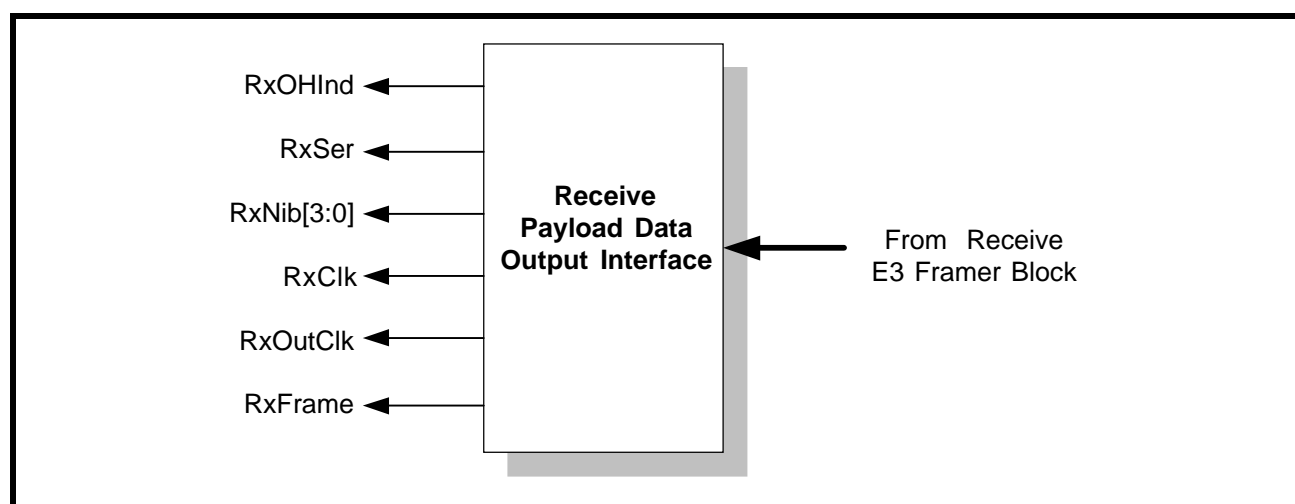 RxOHInd
RxSer
RxNib[3:0]
RxClk
RxOutClk
RxFrame
Receive
Payload Data
Output Interface
From Receive
E3 Framer Block